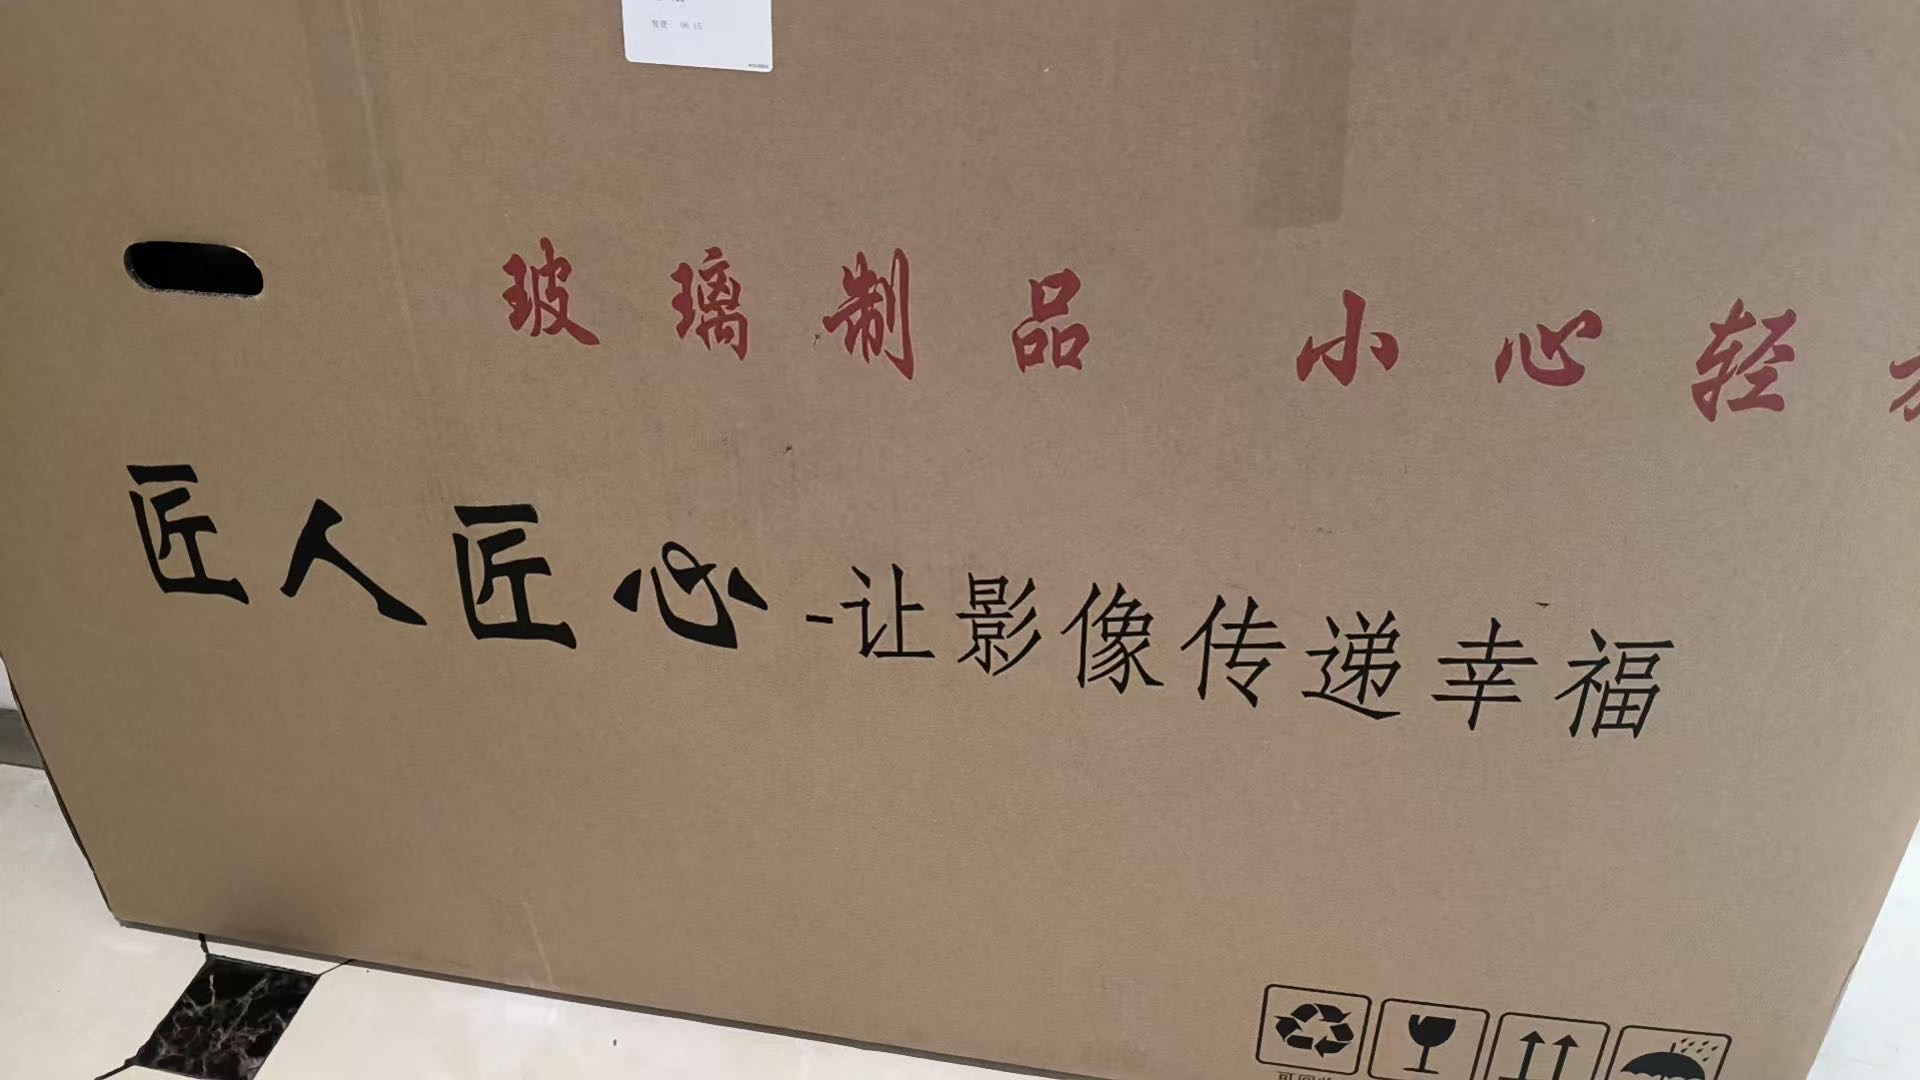 玻璃制品 小心轻
匠人匠心-让影像传递幸福